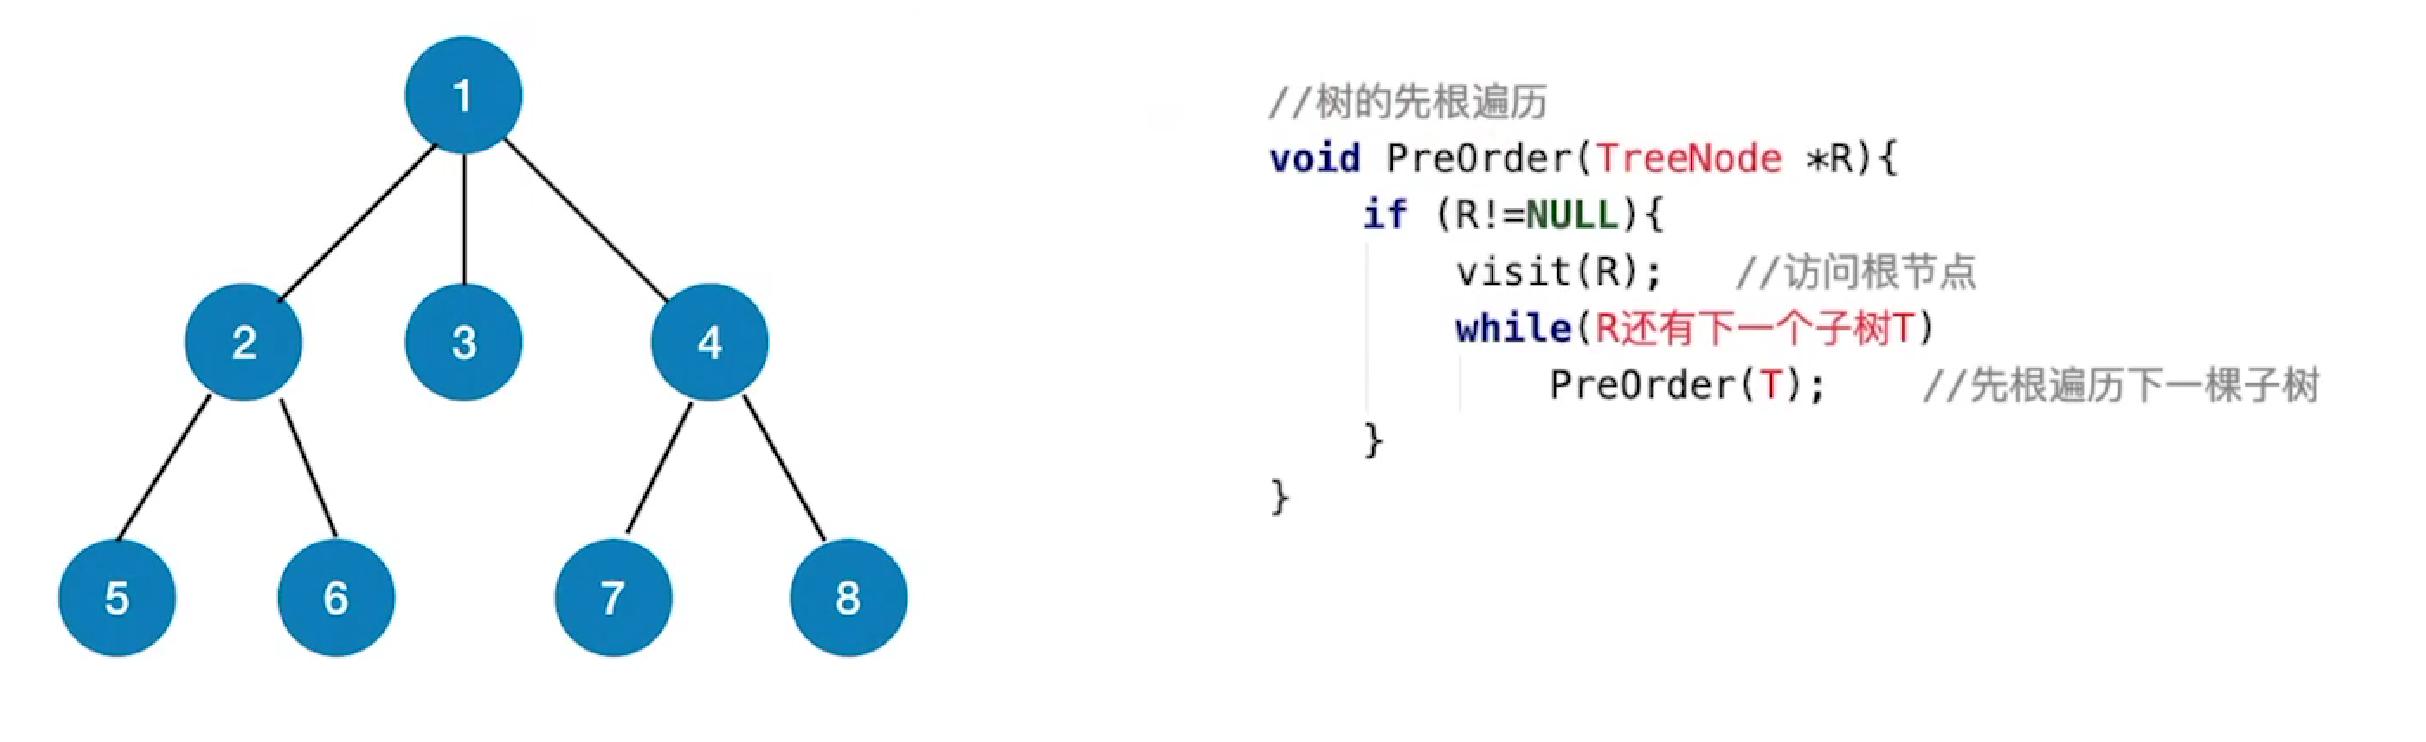 1
2 3 4
5 6 7 8
//树的先根遍历
void PreOrder(TreeNode *R){
if (R!=NULL){
visit(R); //访问根节点
while(R还有下一个子树T)
PreOrder(T); //先根遍历下一棵子树
}
}